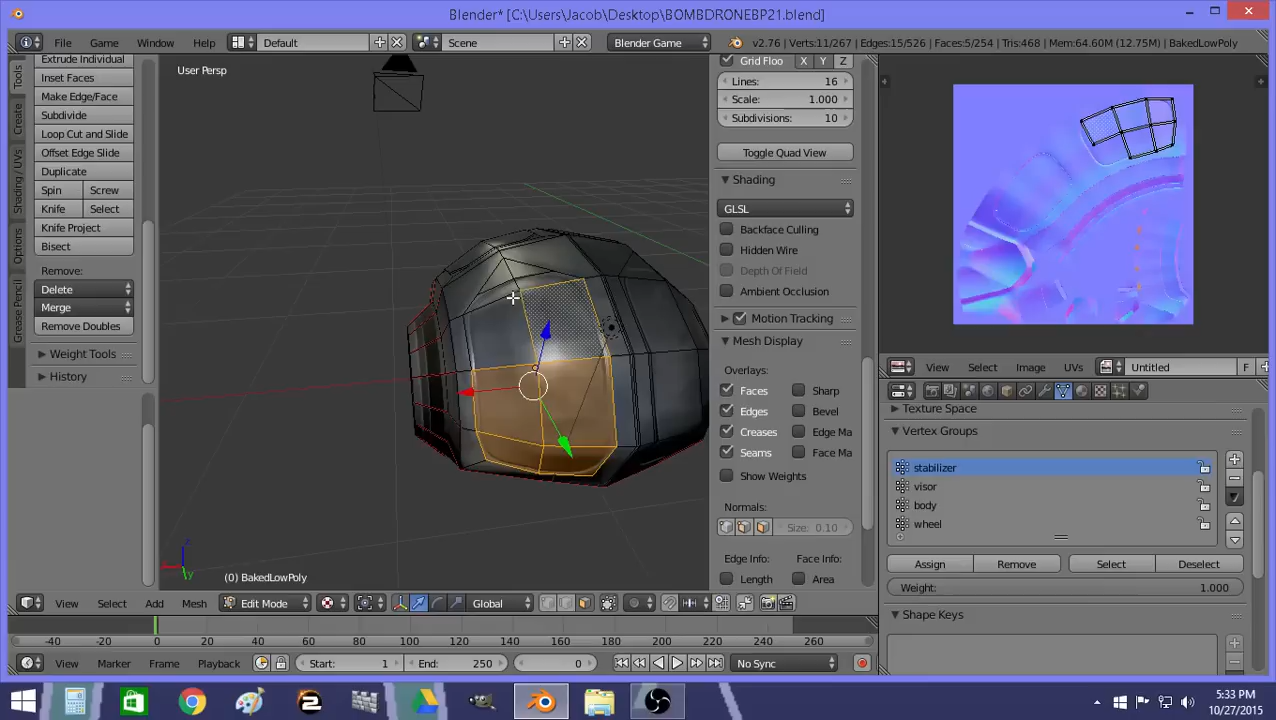 Blender* [C:\Users\Jacob\Desktop\BOMBDRONEBP21.blend]
File Game Window Help Default Scene Blender Game v2.76 | Verts:11/267 | Edges:15/526 | Faces:5/254 | Tris:468 | Mem:64.60M (12.75M) | BakedLowPoly
Tools
Create
Shading / UVs
Options
Grease Pencil
Extrude Individual
Inset Faces
Make Edge/Face
Subdivide
Loop Cut and Slide
Offset Edge Slide
Duplicate
Spin Screw
Knife Select
Knife Project
Bisect
Remove:
Delete
Merge
Remove Doubles
Weight Tools
History
User Persp
(0) BakedLowPoly
Grid Floo X Y Z
Lines: 16
Scale: 1.000
Subdivisions: 10
Toggle Quad View
Shading
GLSL
Backface Culling
Hidden Wire
Depth Of Field
Ambient Occlusion
Motion Tracking
Mesh Display
Overlays:
Faces Sharp
Edges Bevel
Creases Edge Ma
Seams Face Ma
Show Weights
Normals:
Size: 0.10
Edge Info: Face Info:
Length Area
View Select Image UVs Untitled F
Texture Space
Vertex Groups
stabilizer
visor
body
wheel
Assign Remove Select Deselect
Weight: 1.000
Shape Keys
View Select Add Mesh Edit Mode Global
-40 -20 0 20 40 60 80 100 120 140 160 180 200 220 240 260
View Marker Frame Playback Start: 1 End: 250 0 No Sync
5:33 PM
10/27/2015